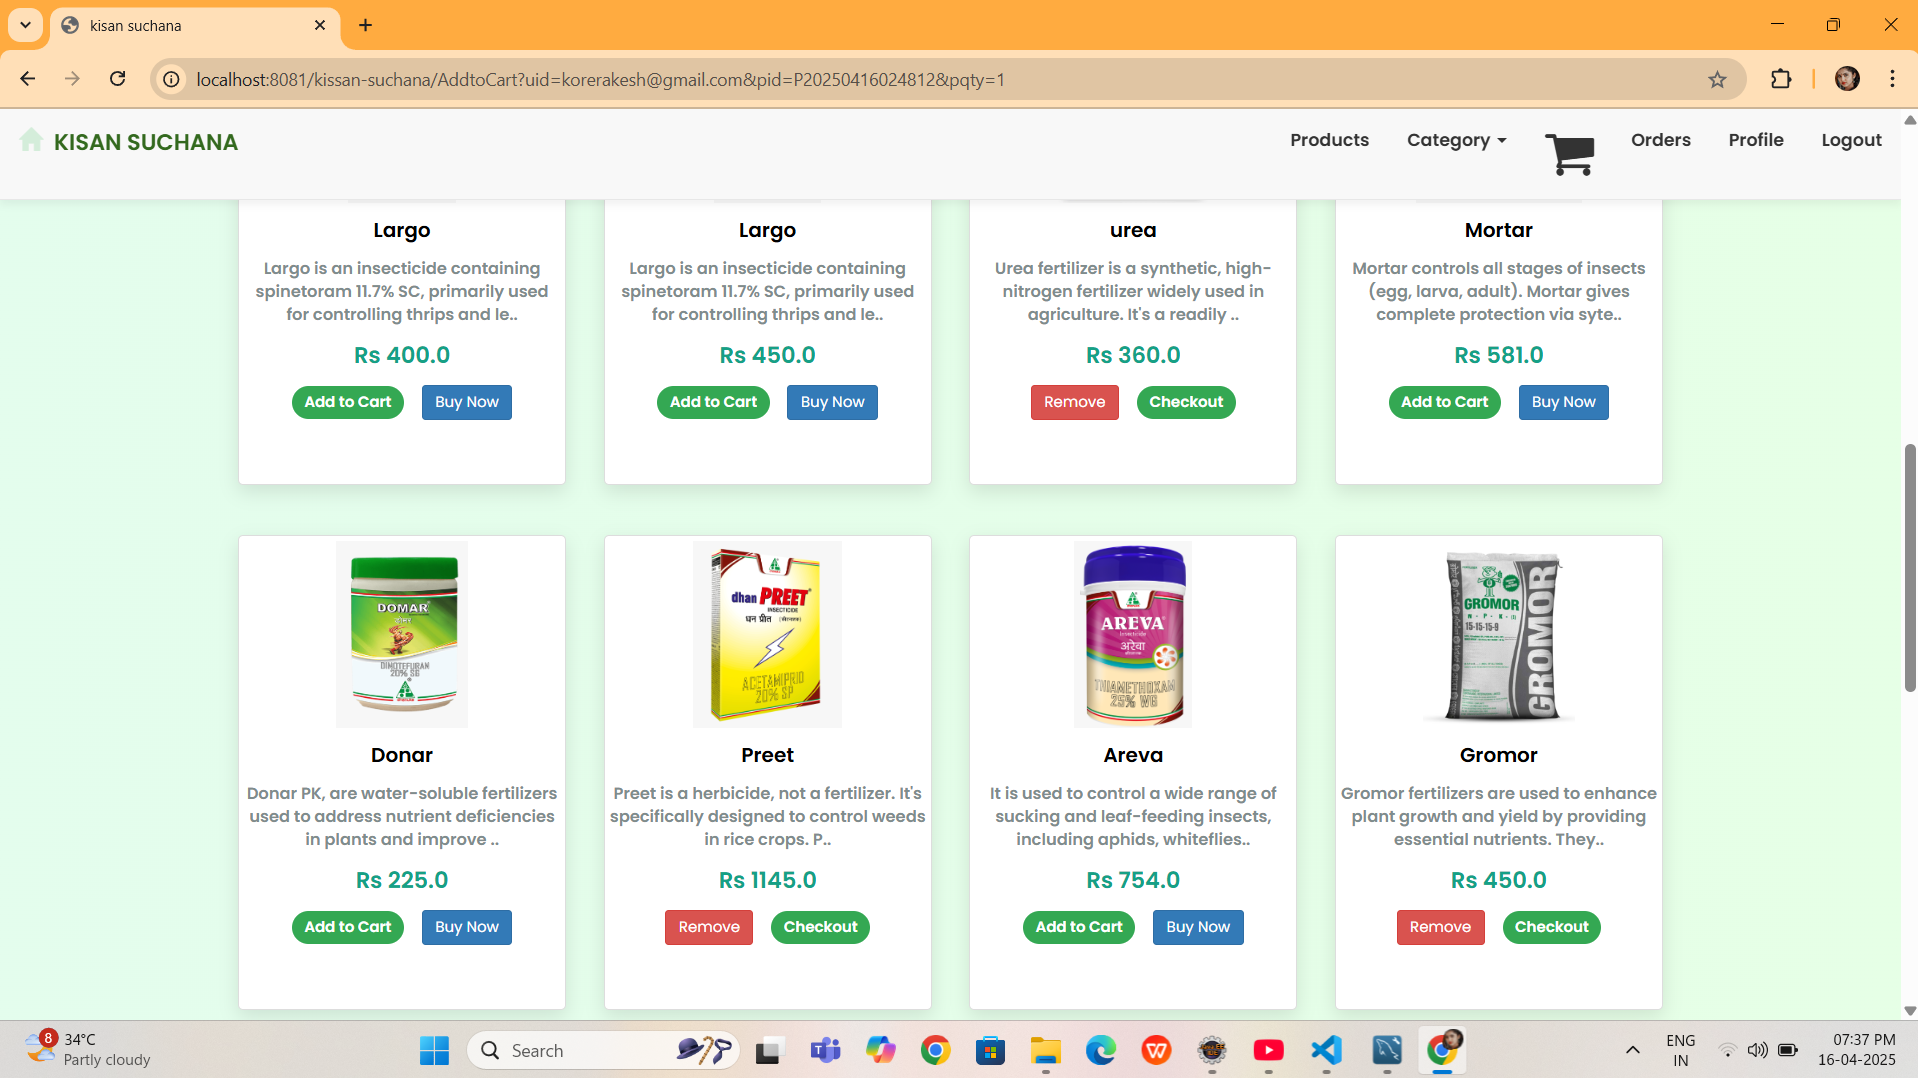 kisan suchana
localhost:8081/kissan-suchana/AddtoCart?uid=korerakesh@gmail.com&pid=P20250416024812&pqty=1
KISAN SUCHANA
Products
Category
Orders
Profile
Logout
Largo
Largo is an insecticide containing
spinetoram 11.7% SC, primarily used
for controlling thrips and le..
Rs 400.0
Add to Cart
Buy Now
Largo
Largo is an insecticide containing
spinetoram 11.7% SC, primarily used
for controlling thrips and le..
Rs 450.0
Add to Cart
Buy Now
urea
Urea fertilizer is a synthetic, high-
nitrogen fertilizer widely used in
agriculture. It's a readily ..
Rs 360.0
Remove
Checkout
Mortar
Mortar controls all stages of insects
(egg, larva, adult). Mortar gives
complete protection via syte..
Rs 581.0
Add to Cart
Buy Now
DOMAR
डोमार
DINOTEFURAN
20% SG
Donar
Donar PK, are water-soluble fertilizers
used to address nutrient deficiencies
in plants and improve ..
Rs 225.0
Add to Cart
Buy Now
dhan PREET
INSECTICIDE
धन प्रीत
ACETAMIPRID
20% SP
Preet
Preet is a herbicide, not a fertilizer. It's
specifically designed to control weeds
in rice crops. P..
Rs 1145.0
Remove
Checkout
AREVA
Insecticide
अरेवा
THIAMETHOXAM
25% WG
Areva
It is used to control a wide range of
sucking and leaf-feeding insects,
including aphids, whiteflies..
Rs 754.0
Add to Cart
Buy Now
GROMOR
N - P - K -
15-15-15-9
GROMOR
Gromor
Gromor fertilizers are used to enhance
plant growth and yield by providing
essential nutrients. They..
Rs 450.0
Remove
Checkout
8
34°C
Partly cloudy
Search
ENG
IN
07:37 PM
16-04-2025